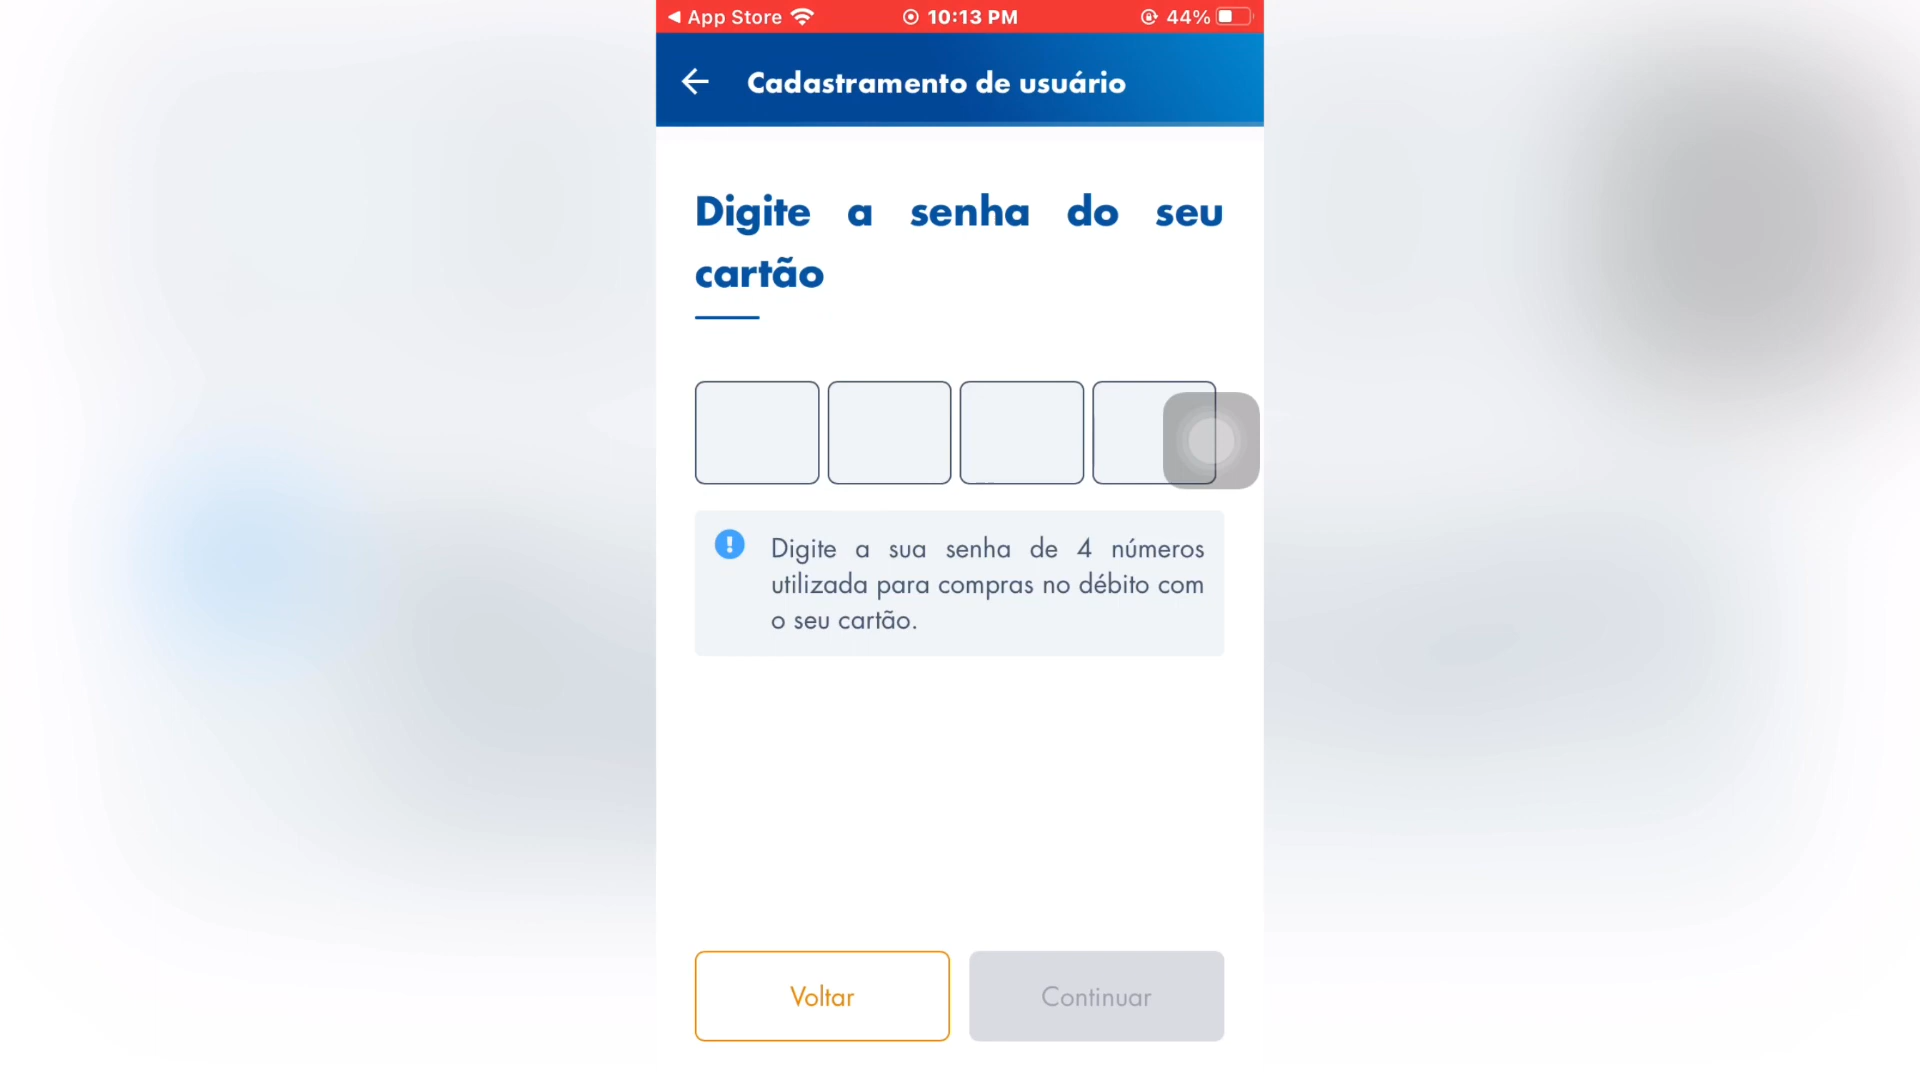 App Store 10:13 PM 44%
Cadastramento de usuário
Digite a senha do seu
cartão
Digite a sua senha de 4 números
utilizada para compras no débito com
o seu cartão.
Voltar Continuar